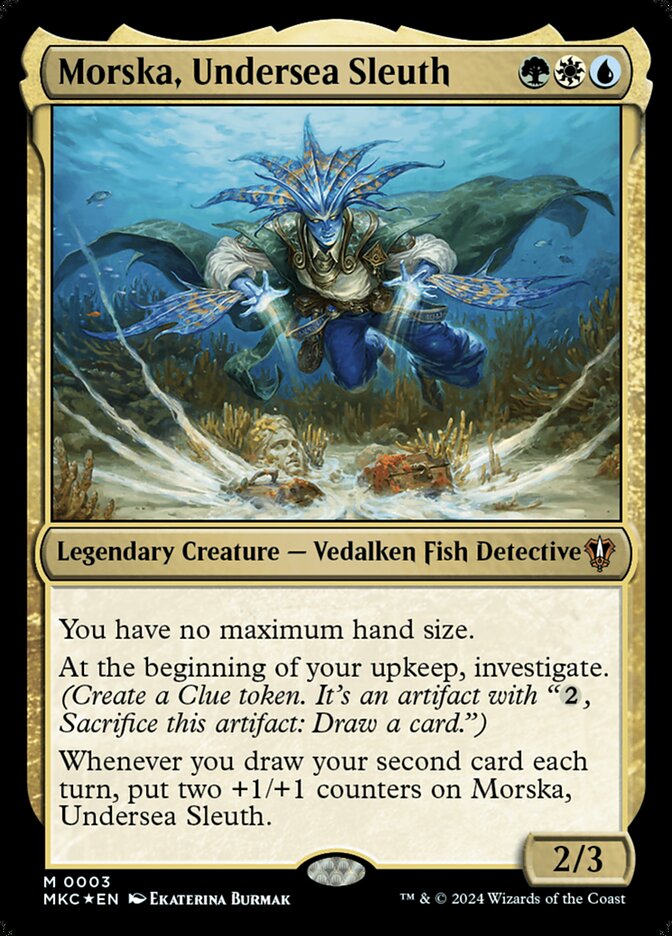 Morska, Undersea Sleuth
Legendary Creature — Vedalken Fish Detective
You have no maximum hand size.
At the beginning of your upkeep, investigate.
(Create a Clue token. It's an artifact with “2,
Sacrifice this artifact: Draw a card.”)
Whenever you draw your second card each
turn, put two +1/+1 counters on Morska,
Undersea Sleuth.
2/3
M 0003
MKC★EN Ekaterina Burmak
™ & © 2024 Wizards of the Coast